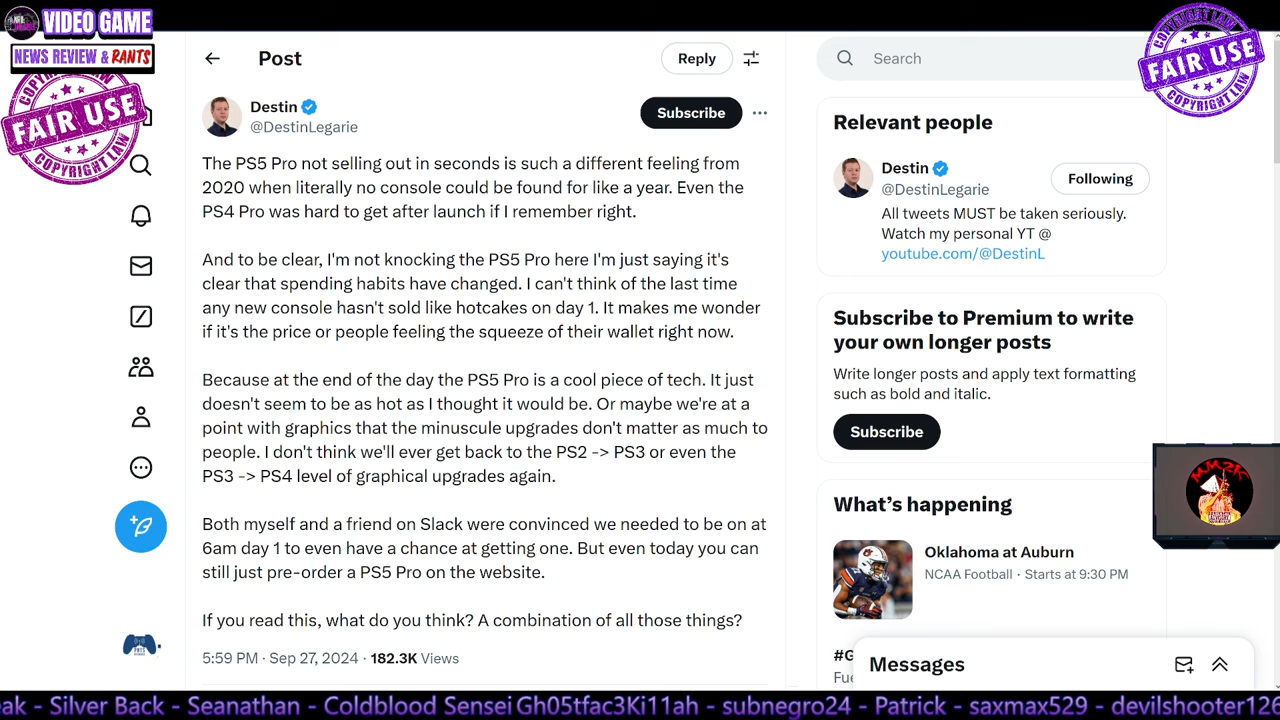 VIDEO GAME
NEWS REVIEW & RANTS
COPYRIGHT LAW
FAIR USE
COPYRIGHT LAW
Post
Reply
Destin
@DestinLegarie
Subscribe
The PS5 Pro not selling out in seconds is such a different feeling from
2020 when literally no console could be found for like a year. Even the
PS4 Pro was hard to get after launch if I remember right.
And to be clear, I'm not knocking the PS5 Pro here I'm just saying it's
clear that spending habits have changed. I can't think of the last time
any new console hasn't sold like hotcakes on day 1. It makes me wonder
if it's the price or people feeling the squeeze of their wallet right now.
Because at the end of the day the PS5 Pro is a cool piece of tech. It just
doesn't seem to be as hot as I thought it would be. Or maybe we're at a
point with graphics that the minuscule upgrades don't matter as much to
people. I don't think we'll ever get back to the PS2 -> PS3 or even the
PS3 -> PS4 level of graphical upgrades again.
Both myself and a friend on Slack were convinced we needed to be on at
6am day 1 to even have a chance at getting one. But even today you can
still just pre-order a PS5 Pro on the website.
If you read this, what do you think? A combination of all those things?
5:59 PM · Sep 27, 2024 · 182.3K Views
Search
COPYRIGHT LAW
FAIR USE
COPYRIGHT LAW
Relevant people
Destin
@DestinLegarie
Following
All tweets MUST be taken seriously.
Watch my personal YT @
youtube.com/@DestinL
Subscribe to Premium to write
your own longer posts
Write longer posts and apply text formatting
such as bold and italic.
Subscribe
What's happening
MM2K
Oklahoma at Auburn
NCAA Football · Starts at 9:30 PM
#G
Fue
Messages
eak - Silver Back - Seanathan - Coldblood Sensei Gh05tfac3Ki11ah - subnegro24 - Patrick - saxmax529 - devilshooter126